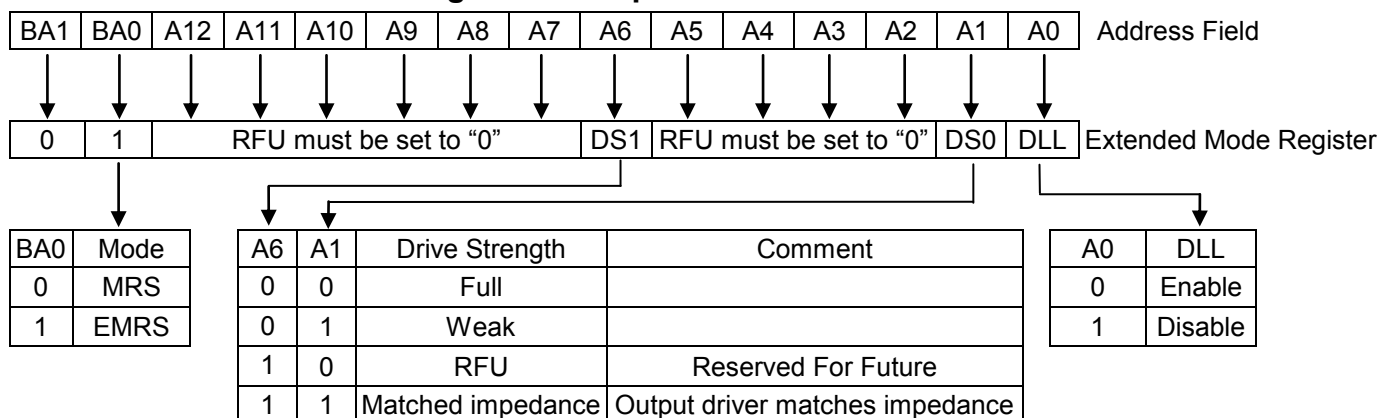 BA1 BA0 A12 A11 A10 A9 A8 A7 A6 A5 A4 A3 A2 A1 A0 Address Field
0 1 RFU must be set to “0” DS1 RFU must be set to “0” DS0 DLL Extended Mode Register
BA0 Mode A6 A1 Drive Strength Comment A0 DLL
0 MRS 0 0 Full 0 Enable
1 EMRS 0 1 Weak 1 Disable
1 0 RFU Reserved For Future
1 1 Matched impedance Output driver matches impedance